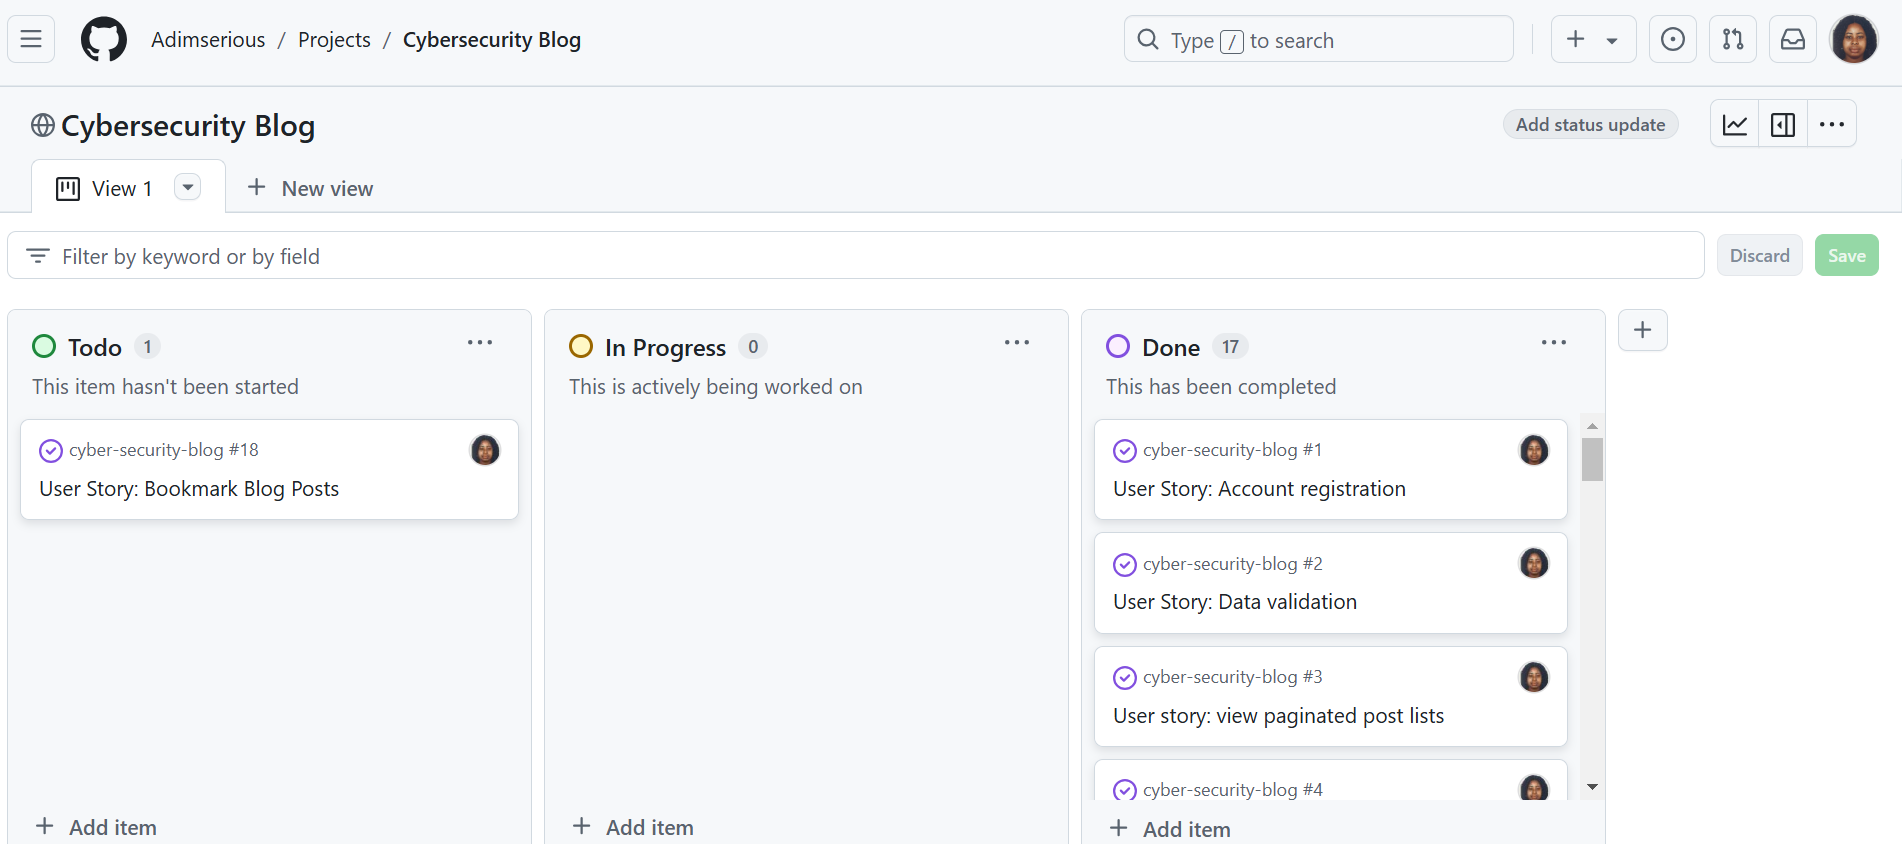 Adimserious / Projects / Cybersecurity Blog
Type / to search
Cybersecurity Blog
Add status update
View 1
New view
Filter by keyword or by field
Discard
Save
Todo 1
This item hasn't been started
cyber-security-blog #18
User Story: Bookmark Blog Posts
Add item
In Progress 0
This is actively being worked on
Add item
Done 17
This has been completed
cyber-security-blog #1
User Story: Account registration
cyber-security-blog #2
User Story: Data validation
cyber-security-blog #3
User story: view paginated post lists
cyber-security-blog #4
Add item